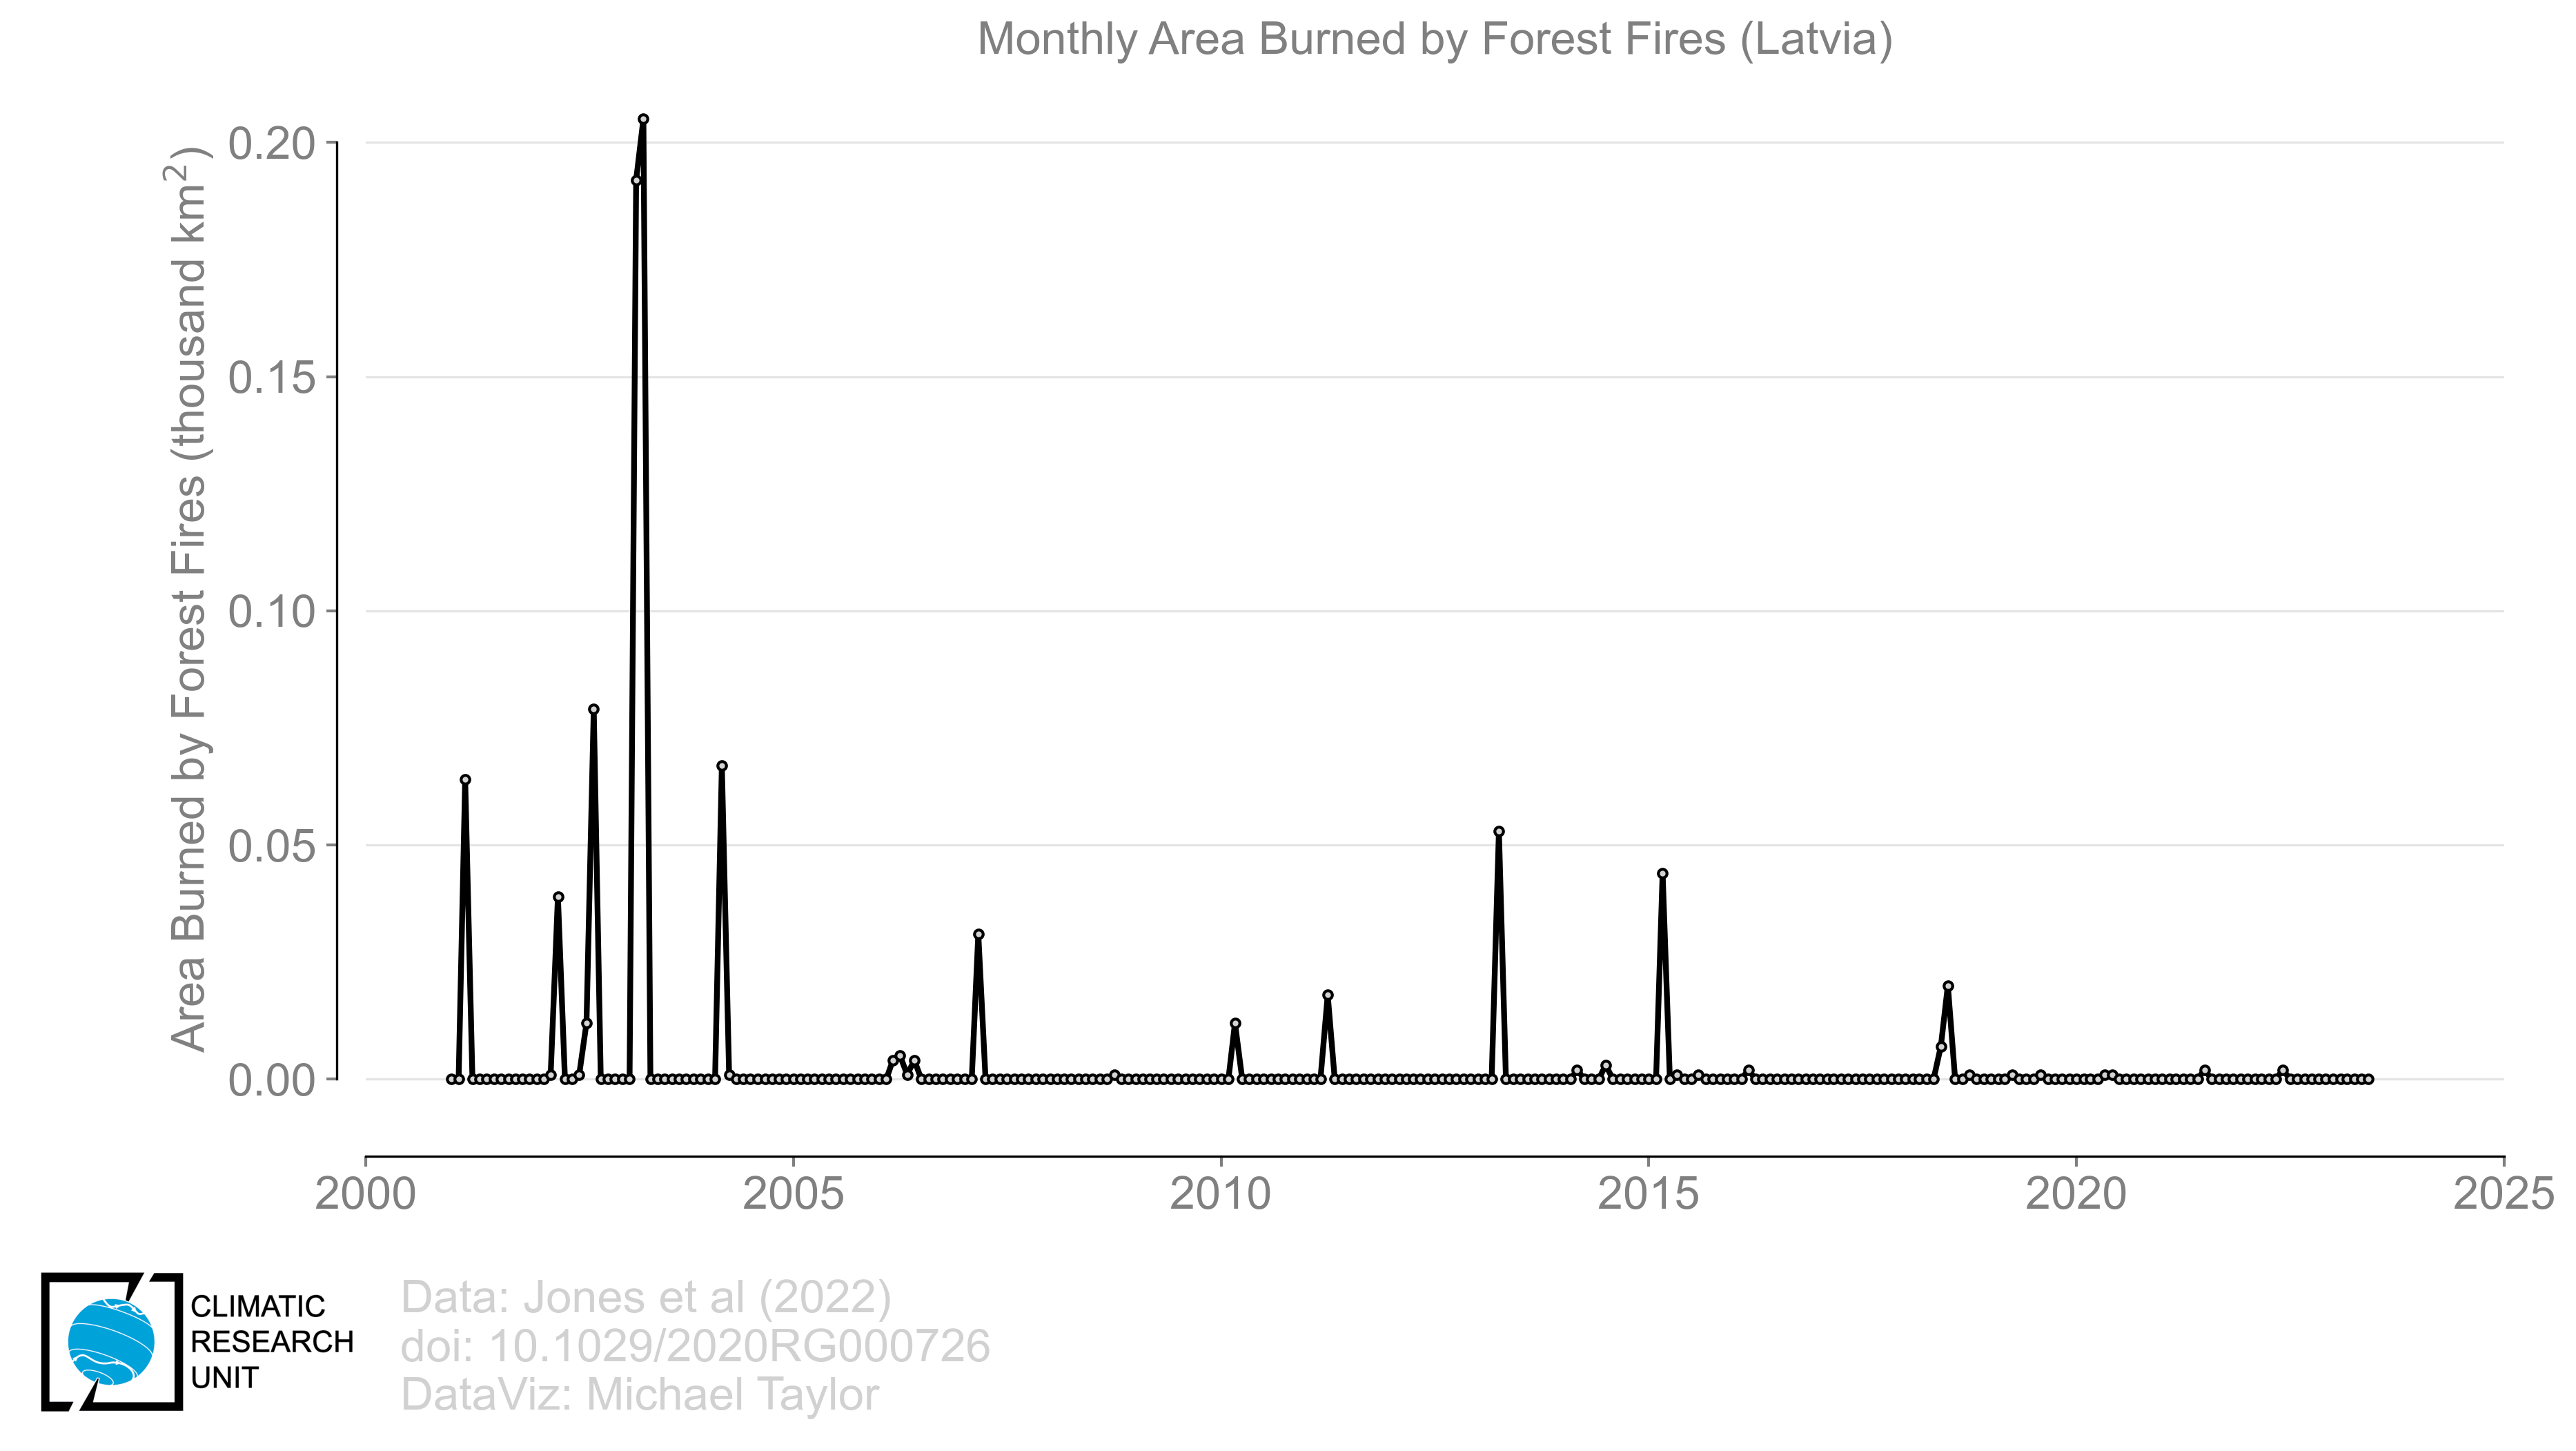 Monthly Area Burned by Forest Fires (Latvia)
Area Burned by Forest Fires (thousand km²)
0.20
0.15
0.10
0.05
0.00
2000 2005 2010 2015 2020 2025
CLIMATIC
RESEARCH
UNIT
Data: Jones et al (2022)
doi: 10.1029/2020RG000726
DataViz: Michael Taylor